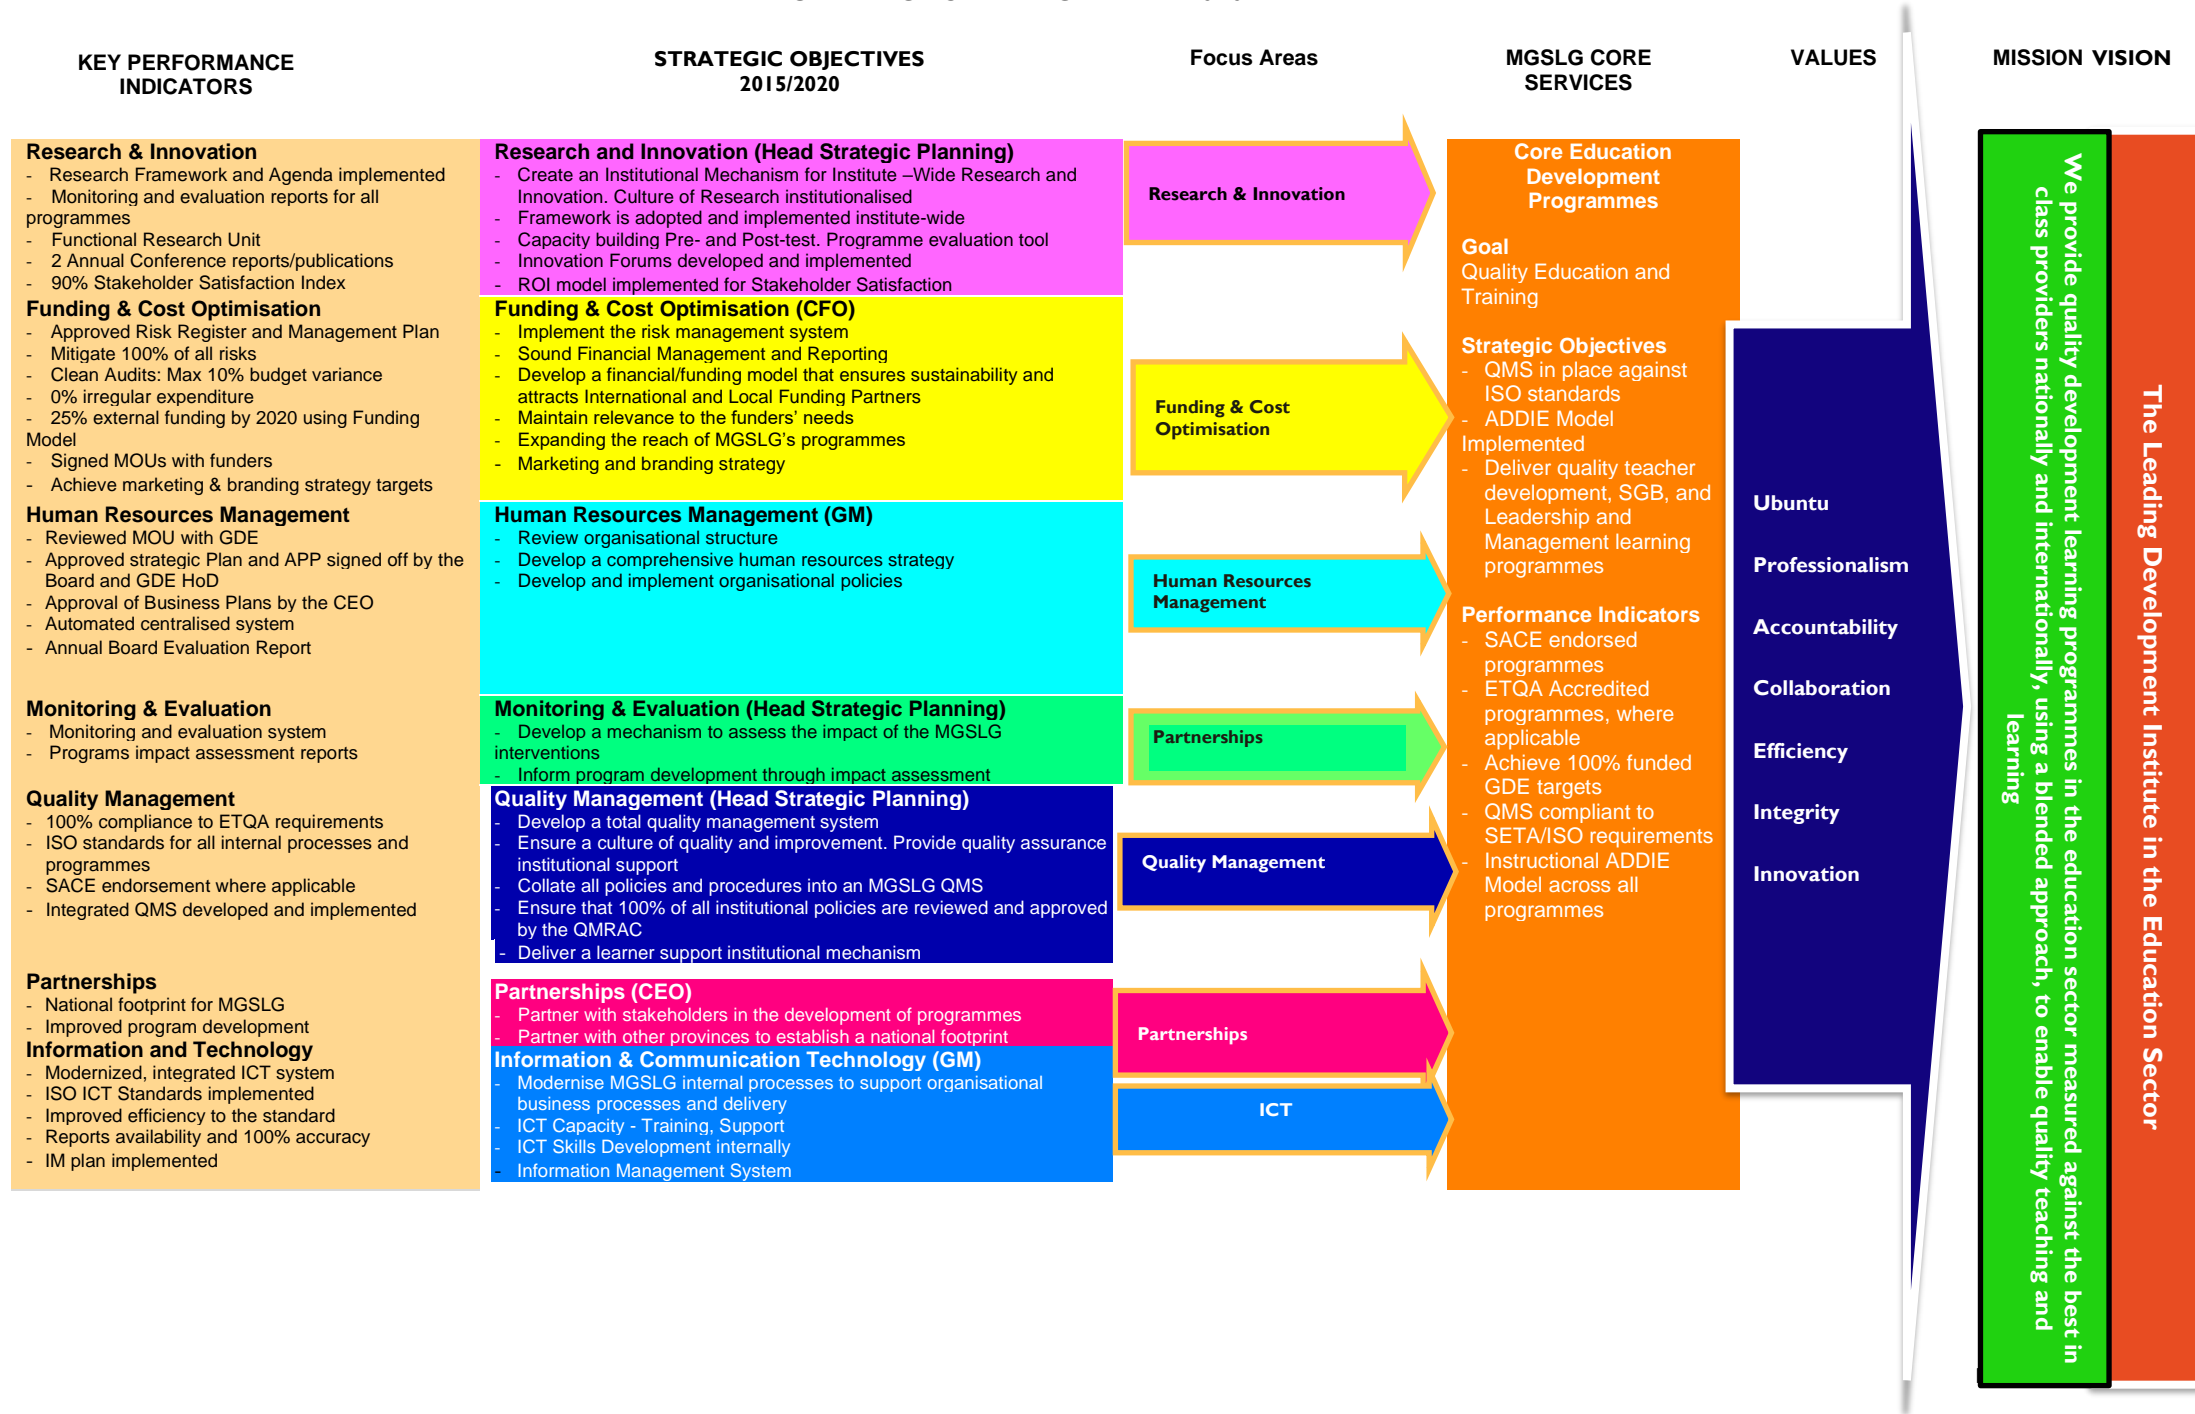 KEY PERFORMANCE
INDICATORS
STRATEGIC OBJECTIVES
2015/2020
Focus Areas
MGSLG CORE
SERVICES
VALUES
MISSION VISION
Research & Innovation
- Research Framework and Agenda implemented
- Monitoring and evaluation reports for all
programmes
- Functional Research Unit
- 2 Annual Conference reports/publications
- 90% Stakeholder Satisfaction Index
Funding & Cost Optimisation
- Approved Risk Register and Management Plan
- Mitigate 100% of all risks
- Clean Audits: Max 10% budget variance
- 0% irregular expenditure
- 25% external funding by 2020 using Funding
Model
- Signed MOUs with funders
- Achieve marketing & branding strategy targets
Human Resources Management
- Reviewed MOU with GDE
- Approved strategic Plan and APP signed off by the
Board and GDE HoD
- Approval of Business Plans by the CEO
- Automated centralised system
- Annual Board Evaluation Report
Monitoring & Evaluation
- Monitoring and evaluation system
- Programs impact assessment reports
Quality Management
- 100% compliance to ETQA requirements
- ISO standards for all internal processes and
programmes
- SACE endorsement where applicable
- Integrated QMS developed and implemented
Partnerships
- National footprint for MGSLG
- Improved program development
Information and Technology
- Modernized, integrated ICT system
- ISO ICT Standards implemented
- Improved efficiency to the standard
- Reports availability and 100% accuracy
- IM plan implemented
Research and Innovation (Head Strategic Planning)
- Create an Institutional Mechanism for Institute –Wide Research and
Innovation. Culture of Research institutionalised
- Framework is adopted and implemented institute-wide
- Capacity building Pre- and Post-test. Programme evaluation tool
- Innovation Forums developed and implemented
- ROI model implemented for Stakeholder Satisfaction
Funding & Cost Optimisation (CFO)
- Implement the risk management system
- Sound Financial Management and Reporting
- Develop a financial/funding model that ensures sustainability and
attracts International and Local Funding Partners
- Maintain relevance to the funders' needs
- Expanding the reach of MGSLG's programmes
- Marketing and branding strategy
Human Resources Management (GM)
- Review organisational structure
- Develop a comprehensive human resources strategy
- Develop and implement organisational policies
Monitoring & Evaluation (Head Strategic Planning)
- Develop a mechanism to assess the impact of the MGSLG
interventions
- Inform program development through impact assessment
Quality Management (Head Strategic Planning)
- Develop a total quality management system
- Ensure a culture of quality and improvement. Provide quality assurance
institutional support
- Collate all policies and procedures into an MGSLG QMS
- Ensure that 100% of all institutional policies are reviewed and approved
by the QMRAC
- Deliver a learner support institutional mechanism
Partnerships (CEO)
- Partner with stakeholders in the development of programmes
- Partner with other provinces to establish a national footprint
Information & Communication Technology (GM)
- Modernise MGSLG internal processes to support organisational
business processes and delivery
- ICT Capacity - Training, Support
- ICT Skills Development internally
- Information Management System
Research & Innovation
Funding & Cost
Optimisation
Human Resources
Management
Partnerships
Quality Management
Partnerships
ICT
Core Education
Development
Programmes
Goal
Quality Education and
Training
Strategic Objectives
- QMS in place against
ISO standards
- ADDIE Model
Implemented
- Deliver quality teacher
development, SGB, and
Leadership and
Management learning
programmes
Performance Indicators
- SACE endorsed
programmes
- ETQA Accredited
programmes, where
applicable
- Achieve 100% funded
GDE targets
- QMS compliant to
SETA/ISO requirements
- Instructional ADDIE
Model across all
programmes
Ubuntu
Professionalism
Accountability
Collaboration
Efficiency
Integrity
Innovation
We provide quality development learning programmes in the education sector measured against the best in
class providers nationally and internationally, using a blended approach, to enable quality teaching and
learning
The Leading Development Institute in the Education Sector